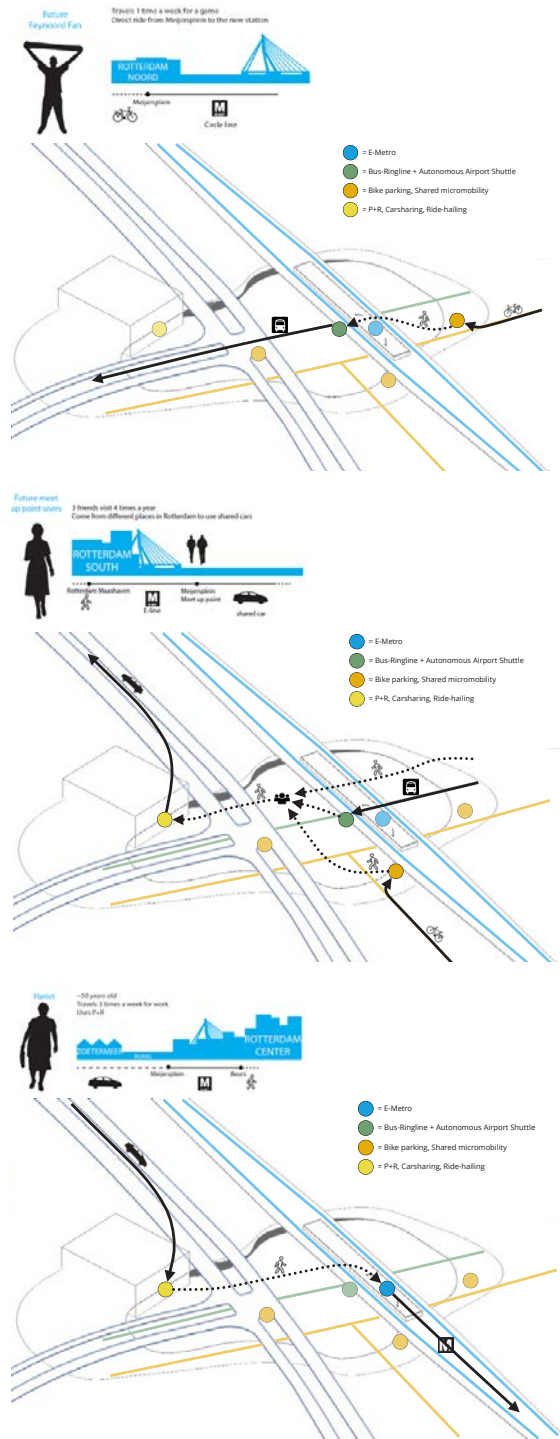 Future
Feynoord Fan
Travels 1 time a week for a game
Direct ride from Meijersplein to the new station
ROTTERDAM
NOORD
Meijersplein
M
Circle line
= E-Metro
= Bus-Ringline + Autonomous Airport Shuttle
= Bike parking, Shared micromobility
= P+R, Carsharing, Ride-hailing
Future meet
up point users
3 friends visit 4 times a year
Come from different places in Rotterdam to use shared cars
ROTTERDAM
SOUTH
Rotterdam Maashaven
M
E-line
Meijersplein
Meet up point
shared car
= E-Metro
= Bus-Ringline + Autonomous Airport Shuttle
= Bike parking, Shared micromobility
= P+R, Carsharing, Ride-hailing
~50 years old
Travels 3 times a week for work
Uses P+R
ZOETERMEER
ROTTERDAM
CENTER
Meijersplein
M
Beurs
= E-Metro
= Bus-Ringline + Autonomous Airport Shuttle
= Bike parking, Shared micromobility
= P+R, Carsharing, Ride-hailing
M